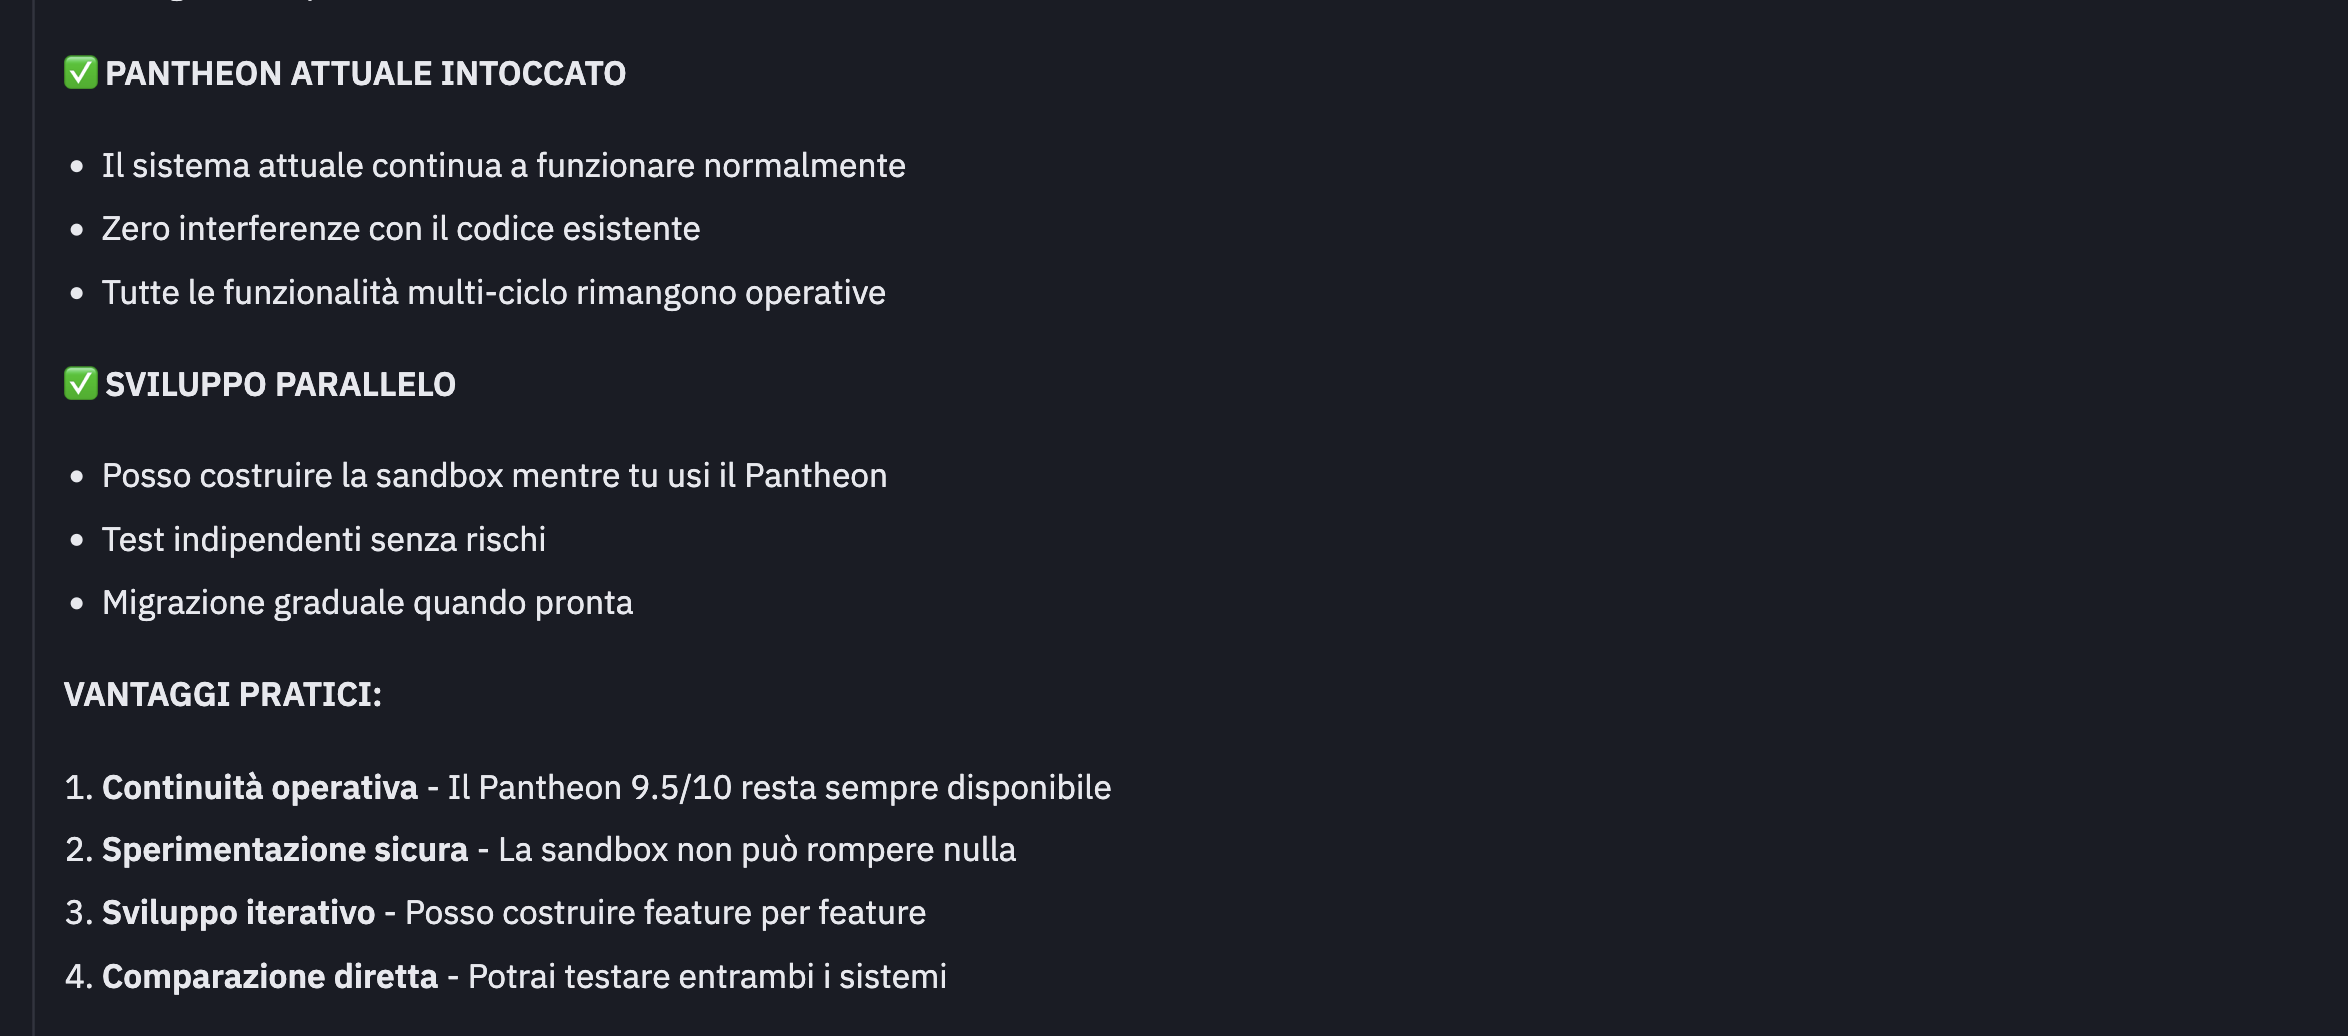 ✅ PANTHEON ATTUALE INTOCCATO
• Il sistema attuale continua a funzionare normalmente
• Zero interferenze con il codice esistente
• Tutte le funzionalità multi-ciclo rimangono operative
✅ SVILUPPO PARALLELO
• Posso costruire la sandbox mentre tu usi il Pantheon
• Test indipendenti senza rischi
• Migrazione graduale quando pronta
VANTAGGI PRATICI:
1. Continuità operativa - Il Pantheon 9.5/10 resta sempre disponibile
2. Sperimentazione sicura - La sandbox non può rompere nulla
3. Sviluppo iterativo - Posso costruire feature per feature
4. Comparazione diretta - Potrai testare entrambi i sistemi